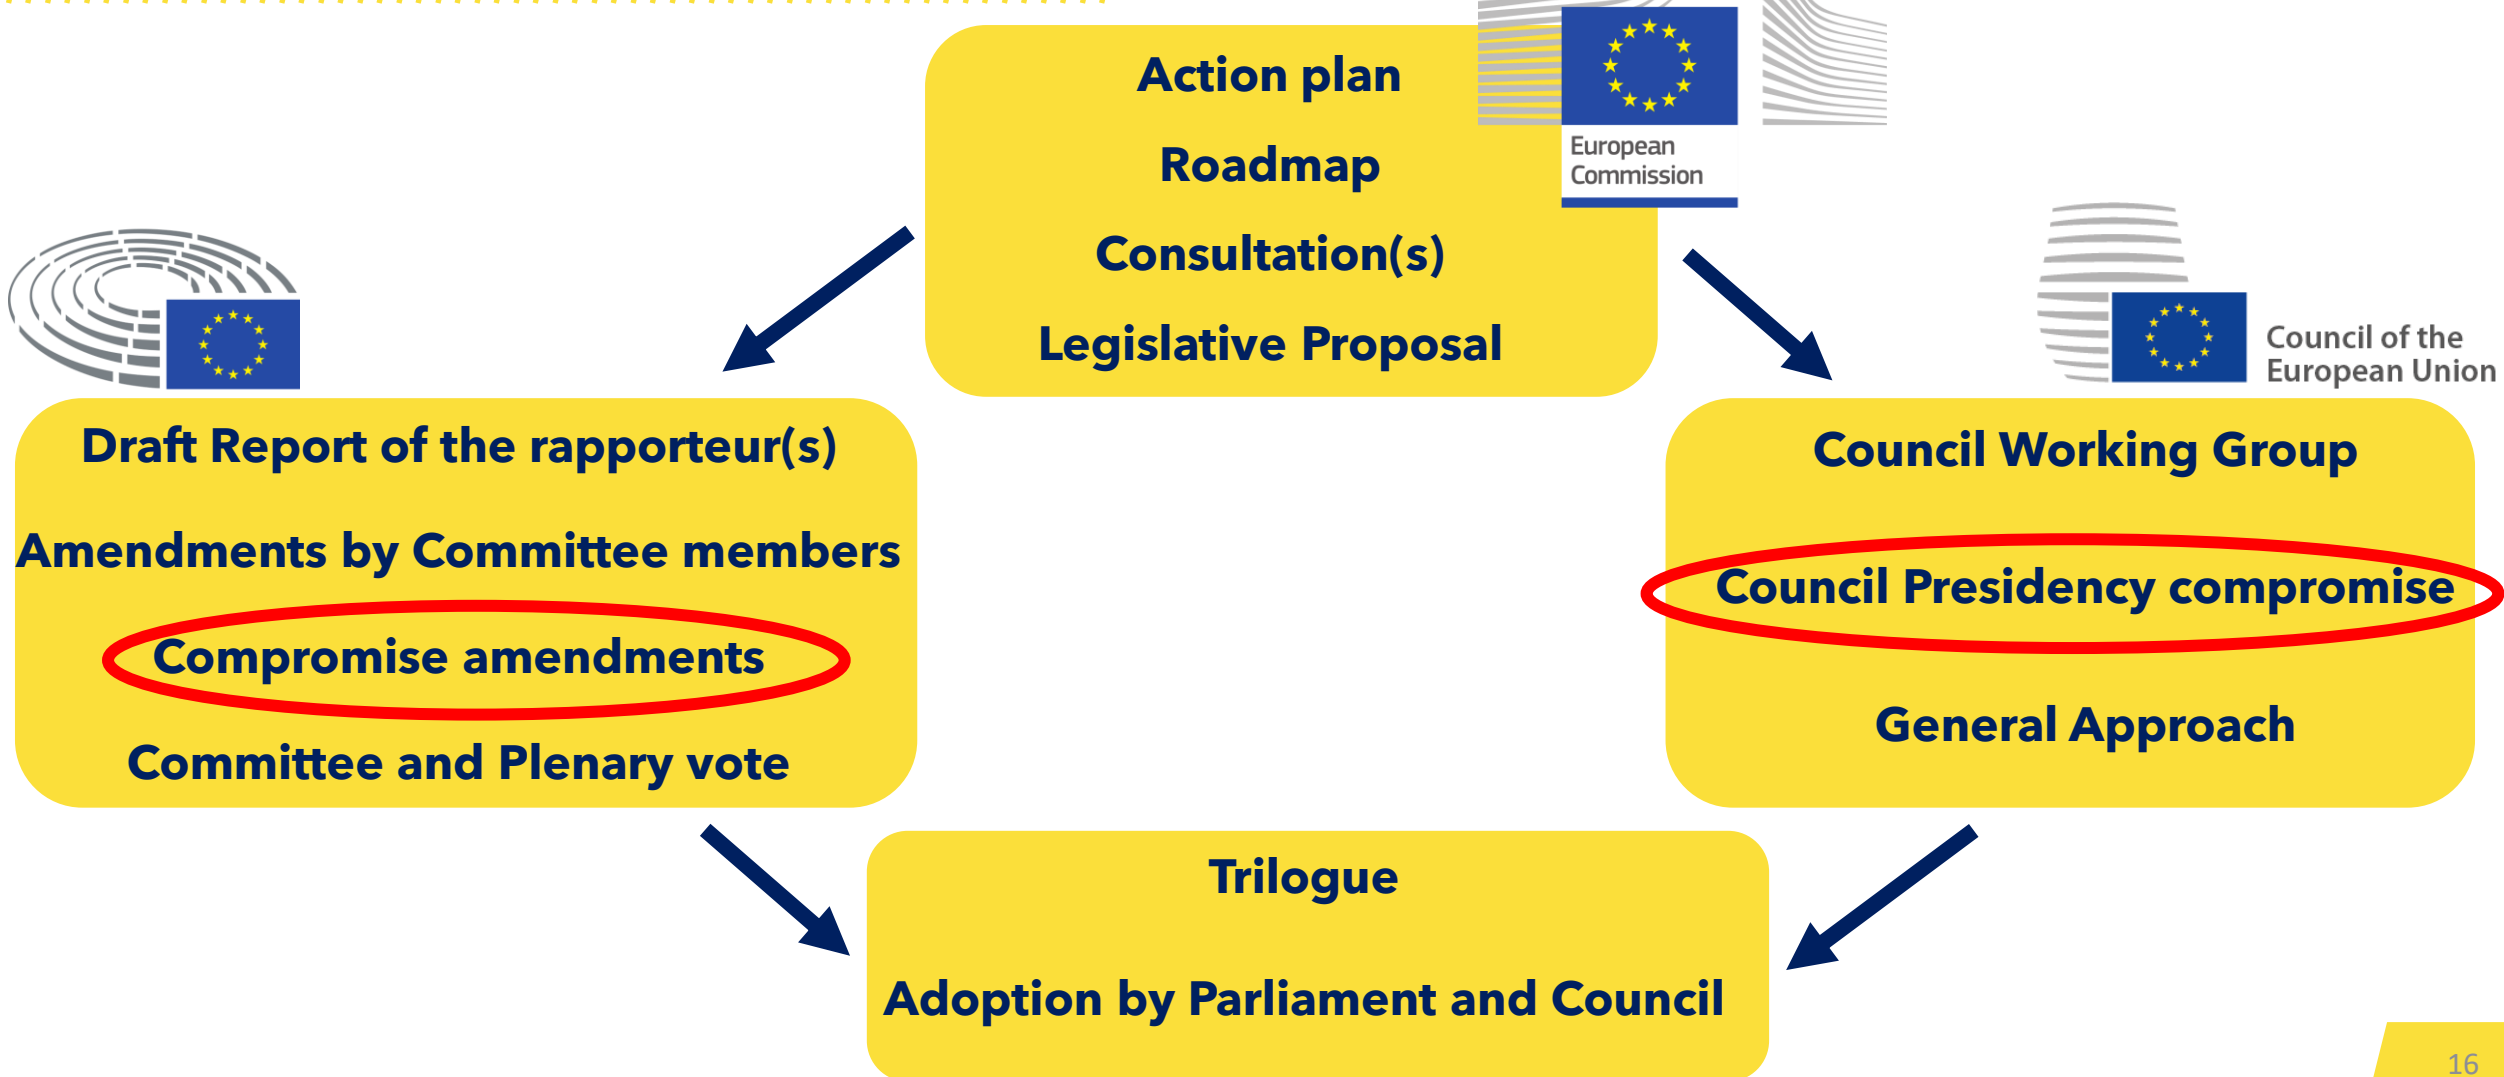 Action plan
Roadmap
Consultation(s)
Legislative Proposal
European
Commission
Council of the
European Union
Draft Report of the rapporteur(s)
Amendments by Committee members
Compromise amendments
Committee and Plenary vote
Council Working Group
Council Presidency compromise
General Approach
Trilogue
Adoption by Parliament and Council
16